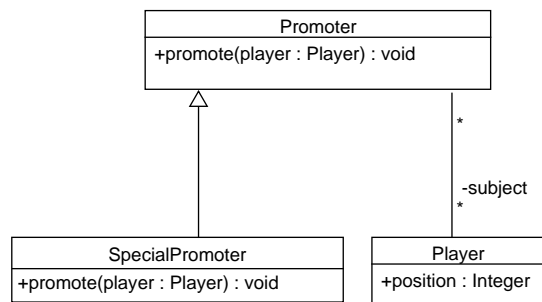 Promoter
+promote(player : Player) : void
*
-subject
*
SpecialPromoter
+promote(player : Player) : void
Player
+position : Integer